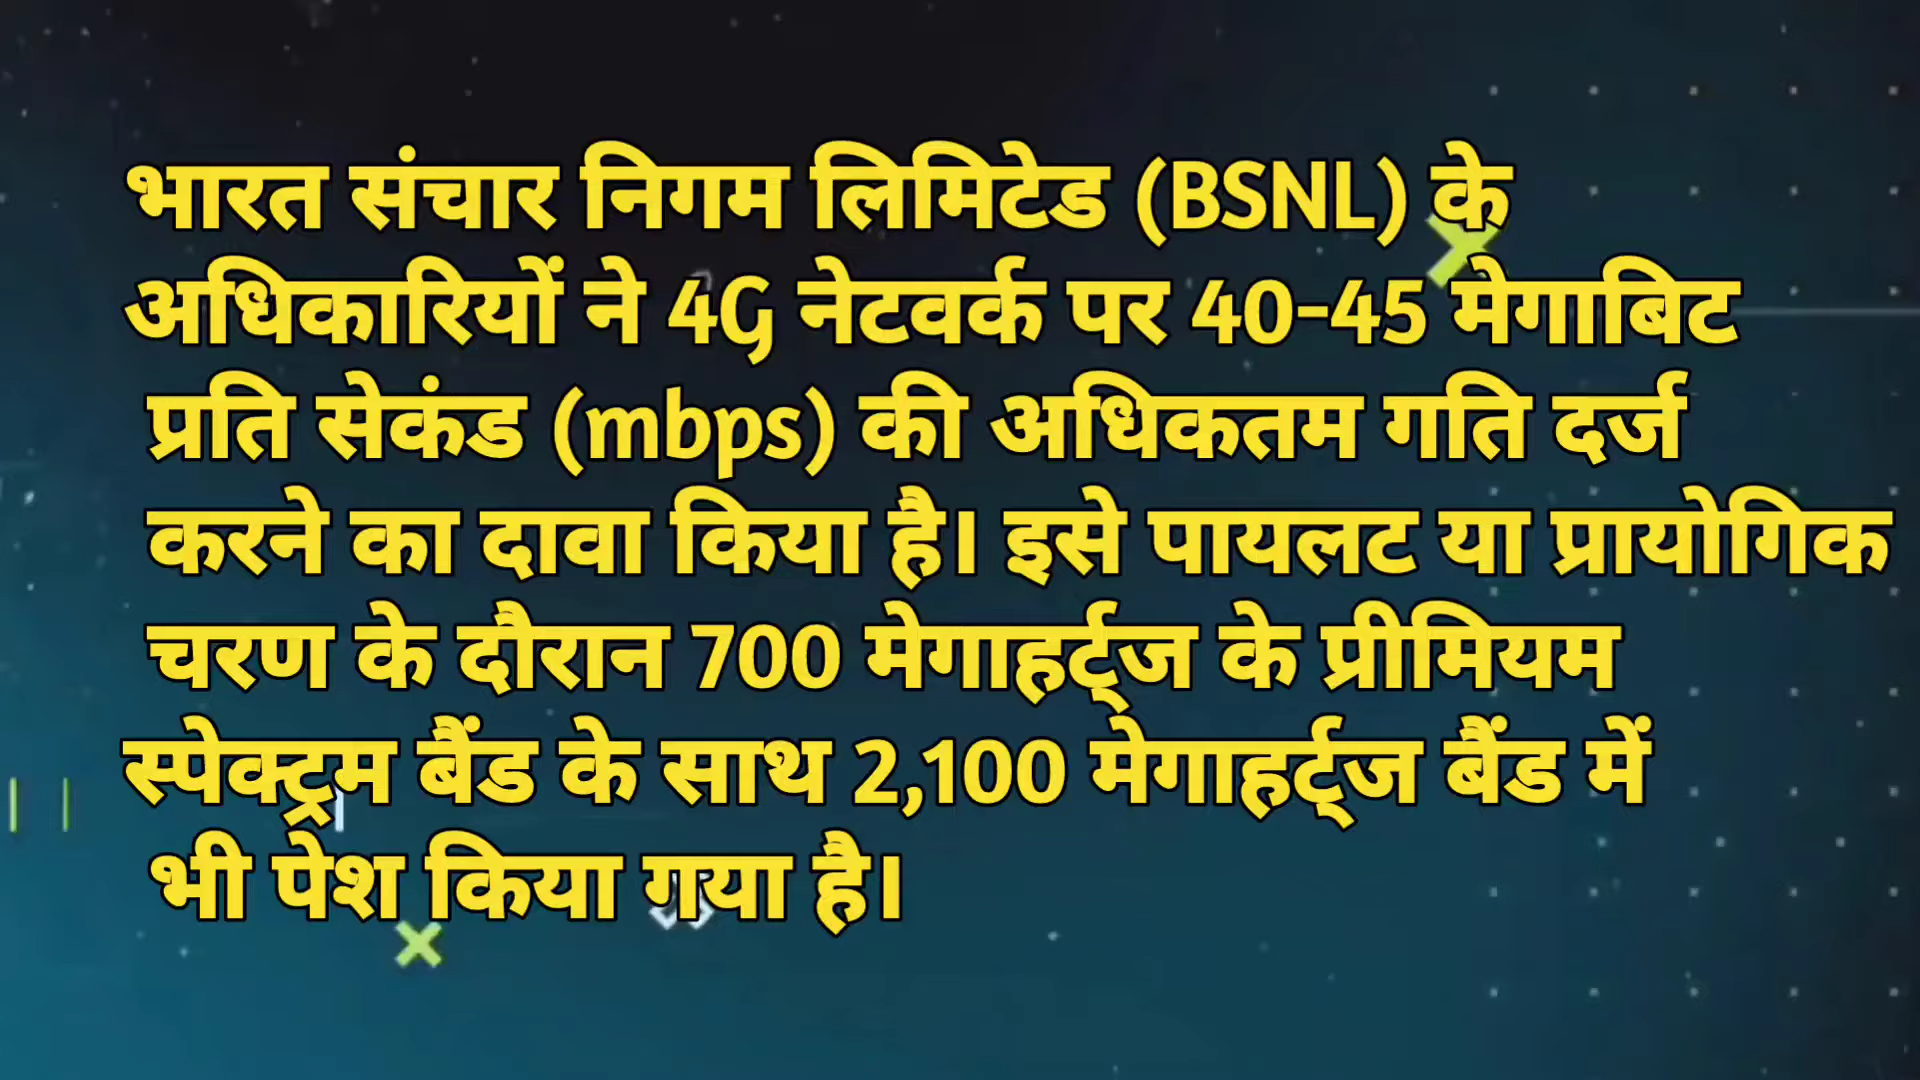 भारत संचार निगम लिमिटेड (BSNL) के
अधिकारियों ने 4G नेटवर्क पर 40-45 मेगाबिट
प्रति सेकंड (mbps) की अधिकतम गति दर्ज
करने का दावा किया है। इसे पायलट या प्रायोगिक
चरण के दौरान 700 मेगाहर्ट्ज के प्रीमियम
स्पेक्ट्रम बैंड के साथ 2,100 मेगाहर्ट्ज बैंड में
भी पेश किया गया है।